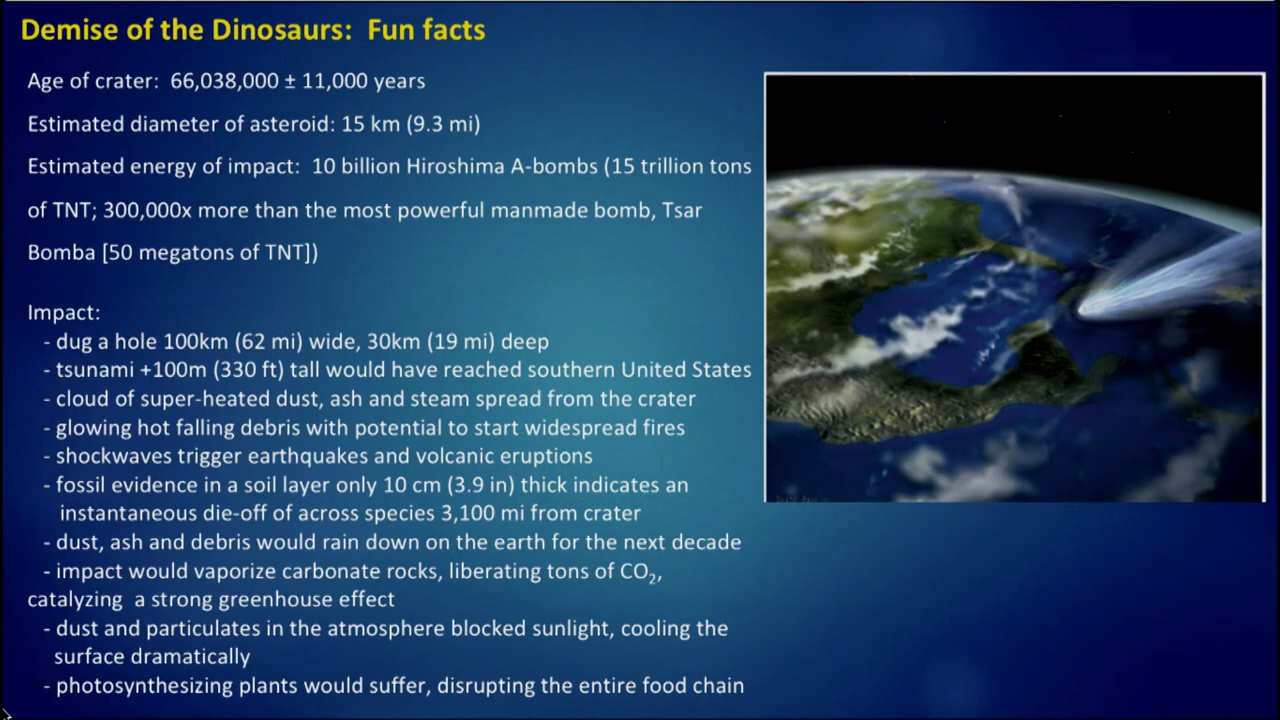 Demise of the Dinosaurs: Fun facts
Age of crater: 66,038,000 ± 11,000 years
Estimated diameter of asteroid: 15 km (9.3 mi)
Estimated energy of impact: 10 billion Hiroshima A-bombs (15 trillion tons
of TNT; 300,000x more than the most powerful manmade bomb, Tsar
Bomba [50 megatons of TNT])
Impact:
- dug a hole 100km (62 mi) wide, 30km (19 mi) deep
- tsunami +100m (330 ft) tall would have reached southern United States
- cloud of super-heated dust, ash and steam spread from the crater
- glowing hot falling debris with potential to start widespread fires
- shockwaves trigger earthquakes and volcanic eruptions
- fossil evidence in a soil layer only 10 cm (3.9 in) thick indicates an
instantaneous die-off of across species 3,100 mi from crater
- dust, ash and debris would rain down on the earth for the next decade
- impact would vaporize carbonate rocks, liberating tons of CO₂,
catalyzing a strong greenhouse effect
- dust and particulates in the atmosphere blocked sunlight, cooling the
surface dramatically
- photosynthesizing plants would suffer, disrupting the entire food chain